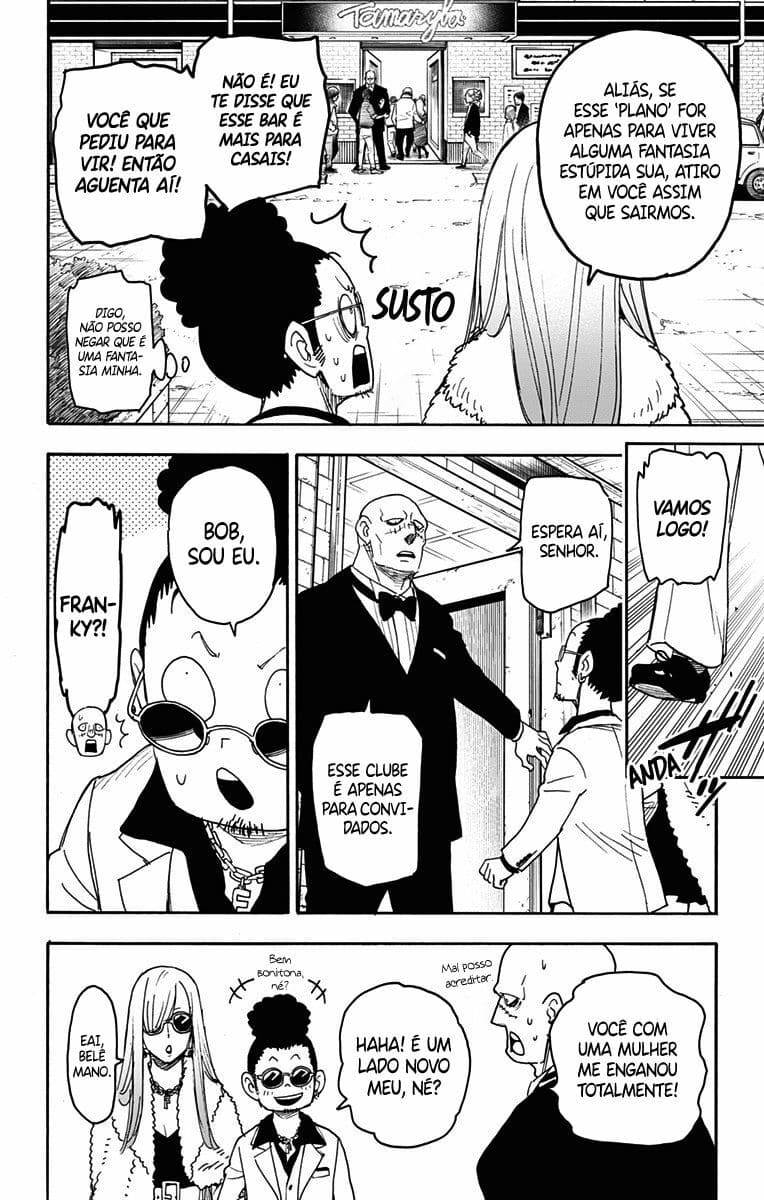 Tamaryba
ALIÁS, SE
ESSE ‘PLANO’ FOR
APENAS PARA VIVER
ALGUMA FANTASIA
ESTÚPIDA SUA, ATIRO
EM VOCÊ ASSIM
QUE SAIRMOS.
NÃO É! EU
TE DISSE QUE
ESSE BAR É
MAIS PARA
CASAIS!
VOCÊ QUE
PEDIU PARA
VIR! ENTÃO
AGUENTA AÍ!
SUSTO
DIGO,
NÃO POSSO
NEGAR QUE É
UMA FANTA-
SIA MINHA.
VAMOS
LOGO!
ANDA
ESPERA AÍ,
SENHOR.
ESSE CLUBE
É APENAS
PARA CONVI-
DADOS.
BOB,
SOU EU.
FRAN-
KY?!
F
Mal posso
acreditar.
VOCÊ COM
UMA MULHER
ME ENGANOU
TOTALMENTE!
HAHA! É UM
LADO NOVO
MEU, NÉ?
Bem
bonitona,
né?
EAI,
BELÊ
MANO.